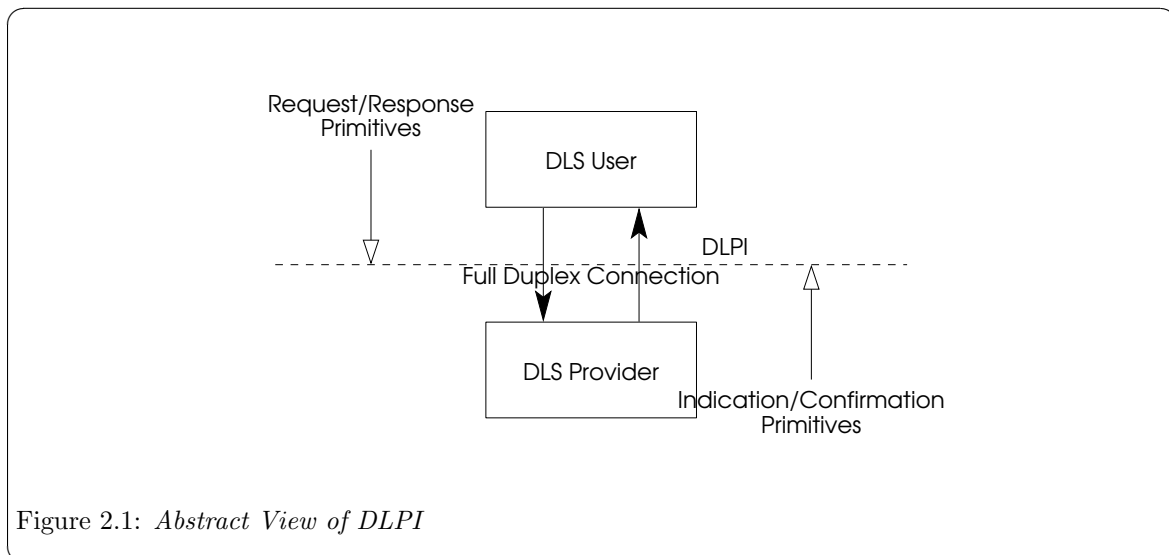 Request/Response
Primitives
DLS User
DLPI
Full Duplex Connection
DLS Provider
Indication/Confirmation
Primitives
Figure 2.1: Abstract View of DLPI